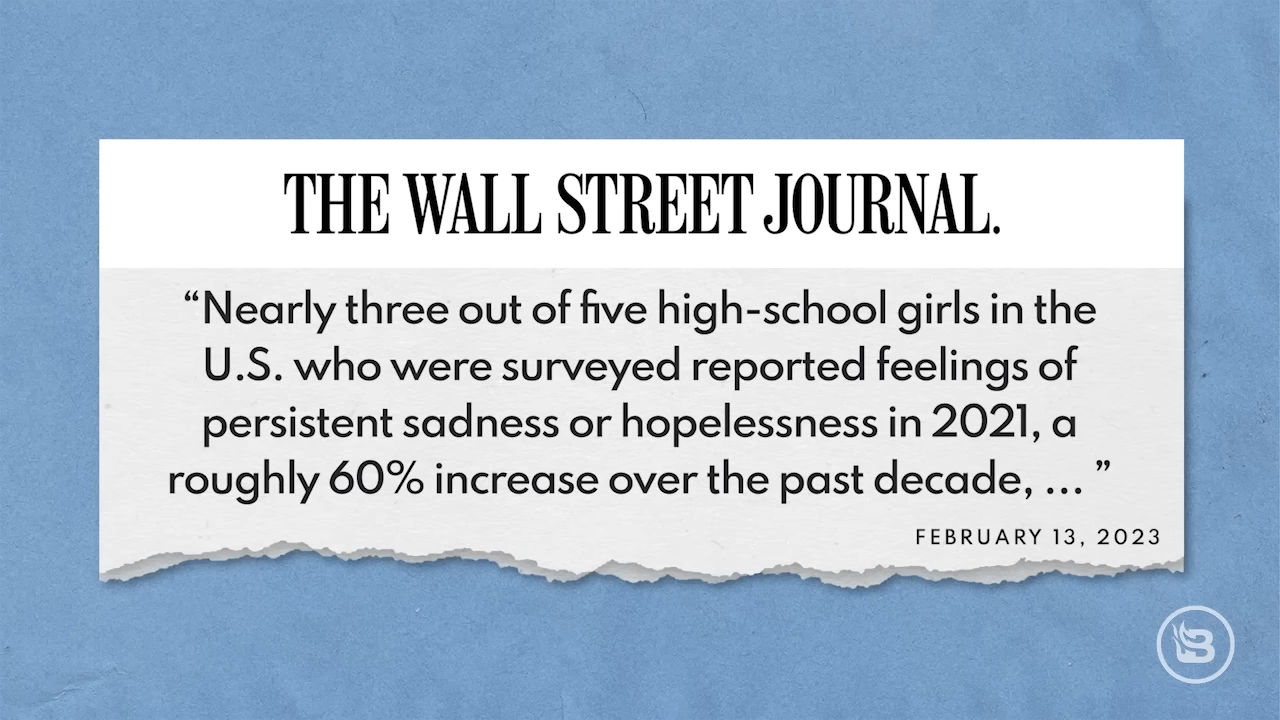 THE WALL STREET JOURNAL.
“Nearly three out of five high-school girls in the
U.S. who were surveyed reported feelings of
persistent sadness or hopelessness in 2021, a
roughly 60% increase over the past decade, ... ”
FEBRUARY 13, 2023
B